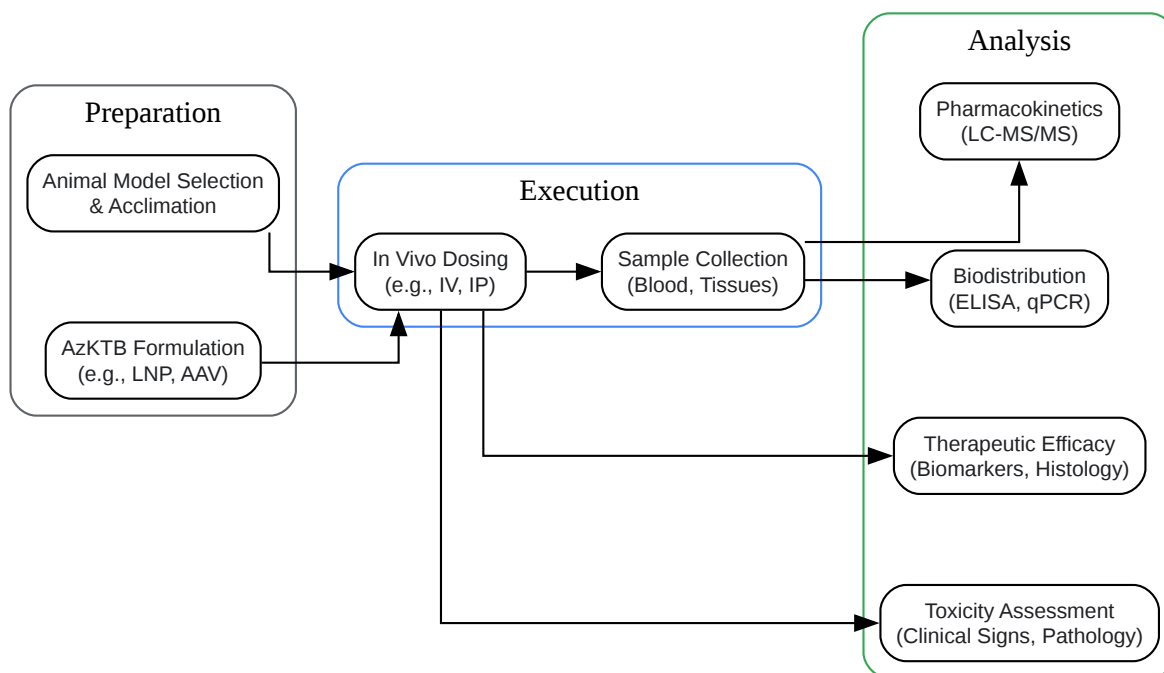 Preparation
Animal Model Selection
& Acclimation
AzKTB Formulation
(e.g., LNP, AAV)
Execution
In Vivo Dosing
(e.g., IV, IP)
Sample Collection
(Blood, Tissues)
Analysis
Pharmacokinetics
(LC-MS/MS)
Biodistribution
(ELISA, qPCR)
Therapeutic Efficacy
(Biomarkers, Histology)
Toxicity Assessment
(Clinical Signs, Pathology)